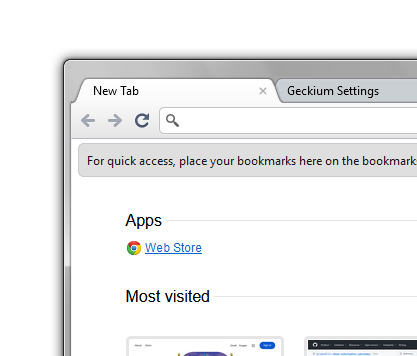 New Tab
Geckium Settings
For quick access, place your bookmarks here on the bookmark
Apps
Web Store
Most visited